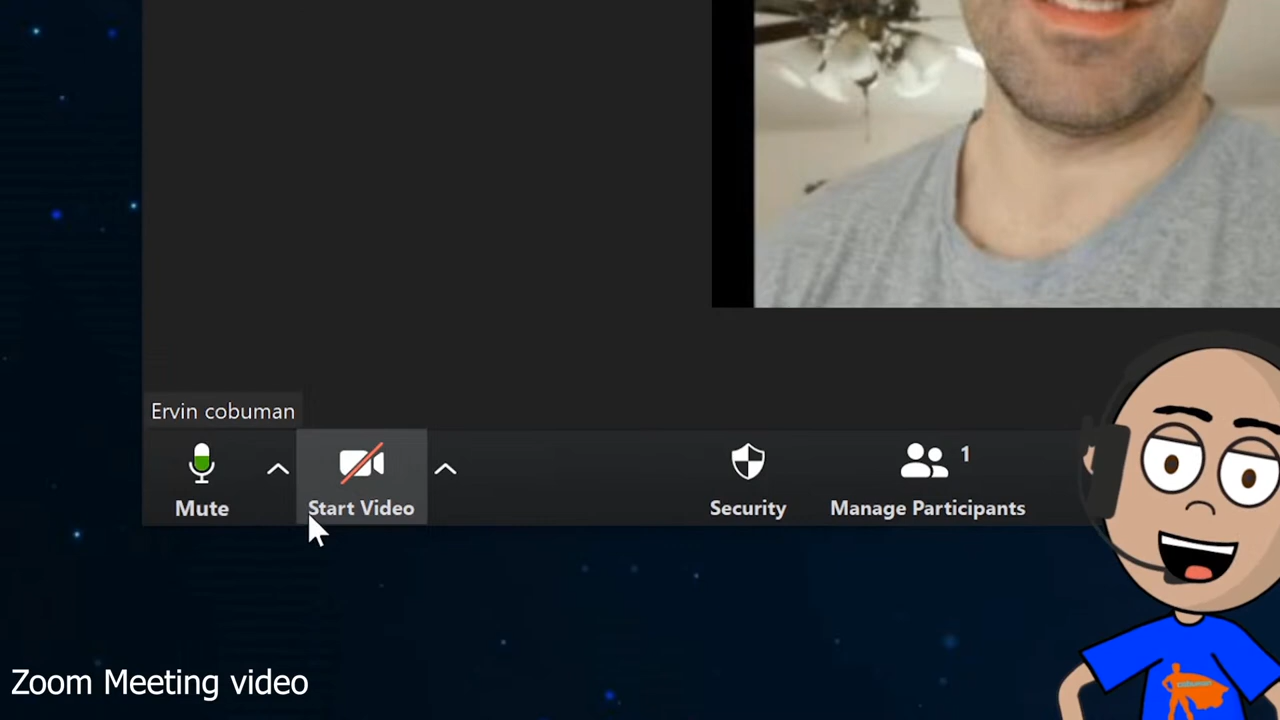 Ervin cobuman
Mute
Start Video
Security
1
Manage Participants
Zoom Meeting video